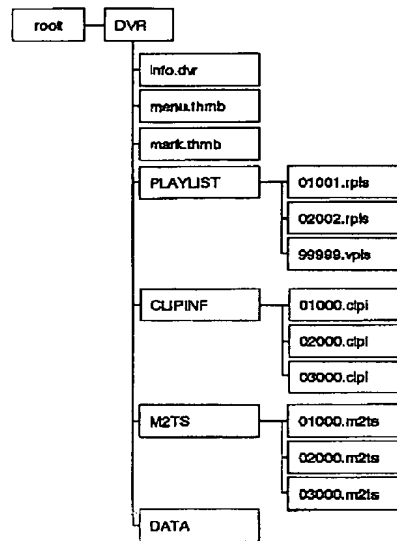 root
DVR
info.dvr
menu.thmb
mark.thmb
PLAYLIST
01001.rpls
02002.rpls
99999.vpls
CLIPINF
01000.clpi
02000.clpi
03000.clpi
M2TS
01000.m2ts
02000.m2ts
03000.m2ts
DATA